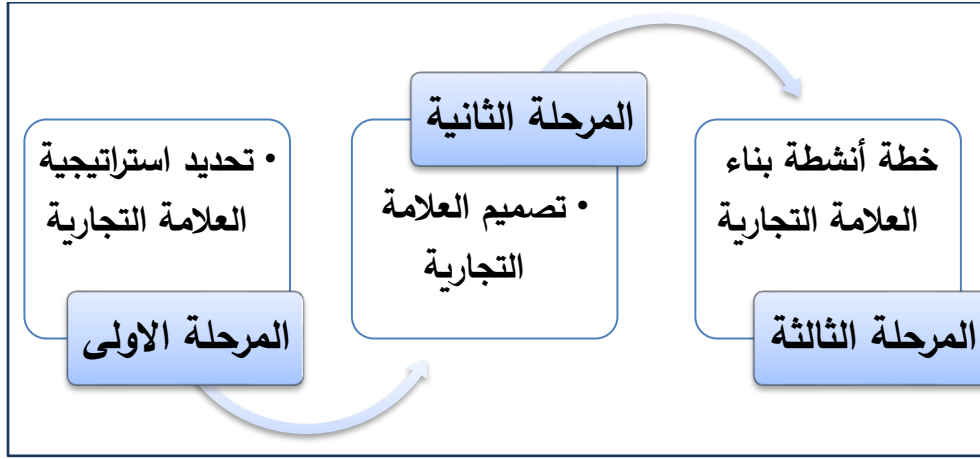 • تحديد استراتيجية
العلامة التجارية
المرحلة الاولى
المرحلة الثانية
• تصميم العلامة
التجارية
خطة أنشطة بناء
العلامة التجارية
المرحلة الثالثة